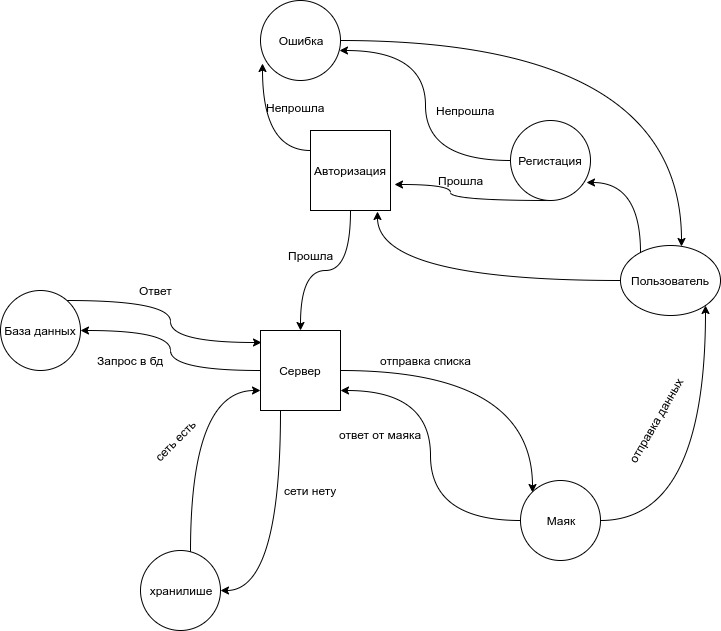 Ошибка
Непрошла
Непрошла
Регистация
Авторизация
Прошла
Прошла
Пользователь
Ответ
База данных
Запрос в бд
Сервер
отправка списка
отправка данных
сеть есть
ответ от маяка
сети нету
Маяк
хранилише